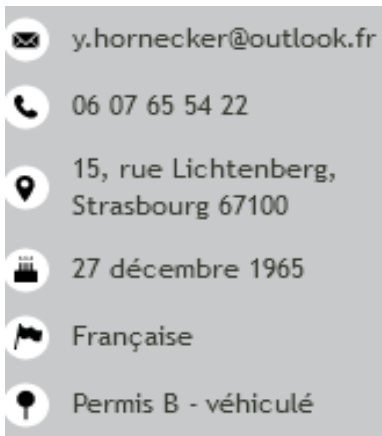 y.hornecker@outlook.fr
06 07 65 54 22
15, rue Lichtenberg,
Strasbourg 67100
27 décembre 1965
Française
Permis B - véhiculé